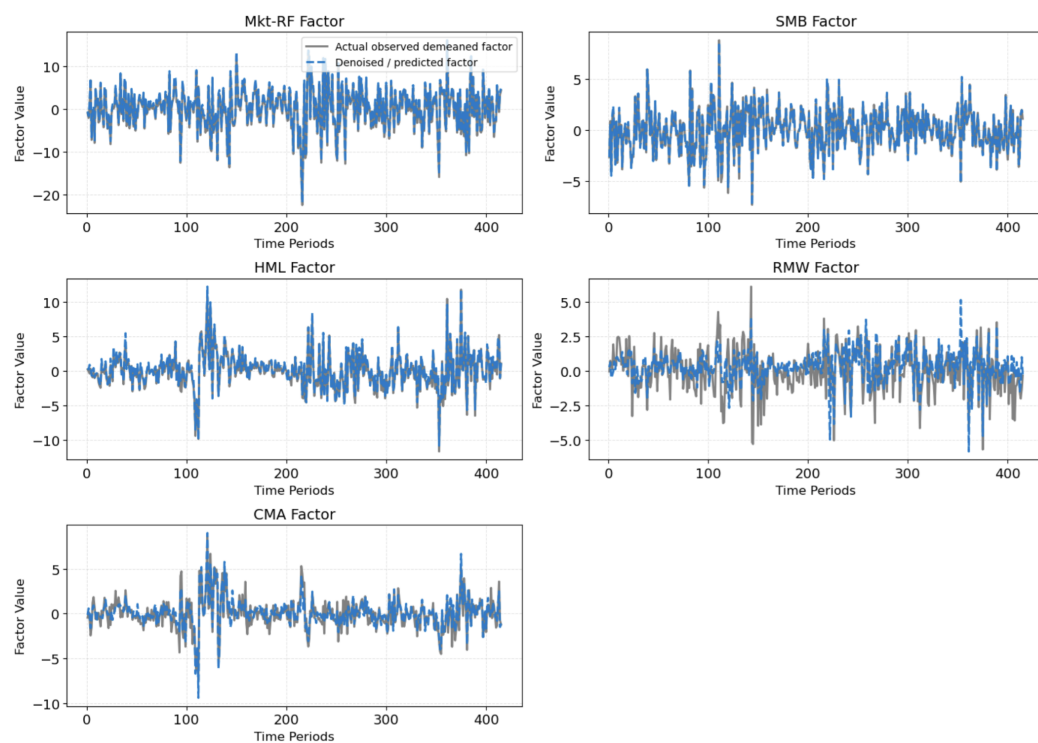 Mkt-RF Factor
Actual observed demeaned factor
Denoised / predicted factor
Factor Value
10
0
−10
−20
0 100 200 300 400
Time Periods
SMB Factor
Factor Value
5
0
−5
0 100 200 300 400
Time Periods
HML Factor
Factor Value
10
5
0
−5
−10
0 100 200 300 400
Time Periods
RMW Factor
Factor Value
5.0
2.5
0.0
−2.5
−5.0
0 100 200 300 400
Time Periods
CMA Factor
Factor Value
5
0
−5
−10
0 100 200 300 400
Time Periods